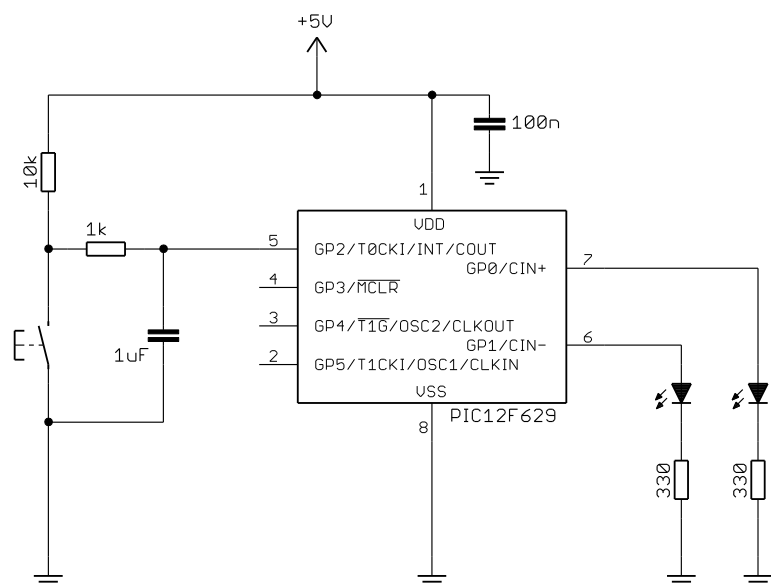 +5V
100n
10k
1
VDD
1k
5
GP2/T0CKI/INT/COUT
7
GP0/CIN+
4
GP3/MCLR
3
GP4/T1G/OSC2/CLKOUT
6
GP1/CIN-
1uF
2
GP5/T1CKI/OSC1/CLKIN
VSS
PIC12F629
8
330
330